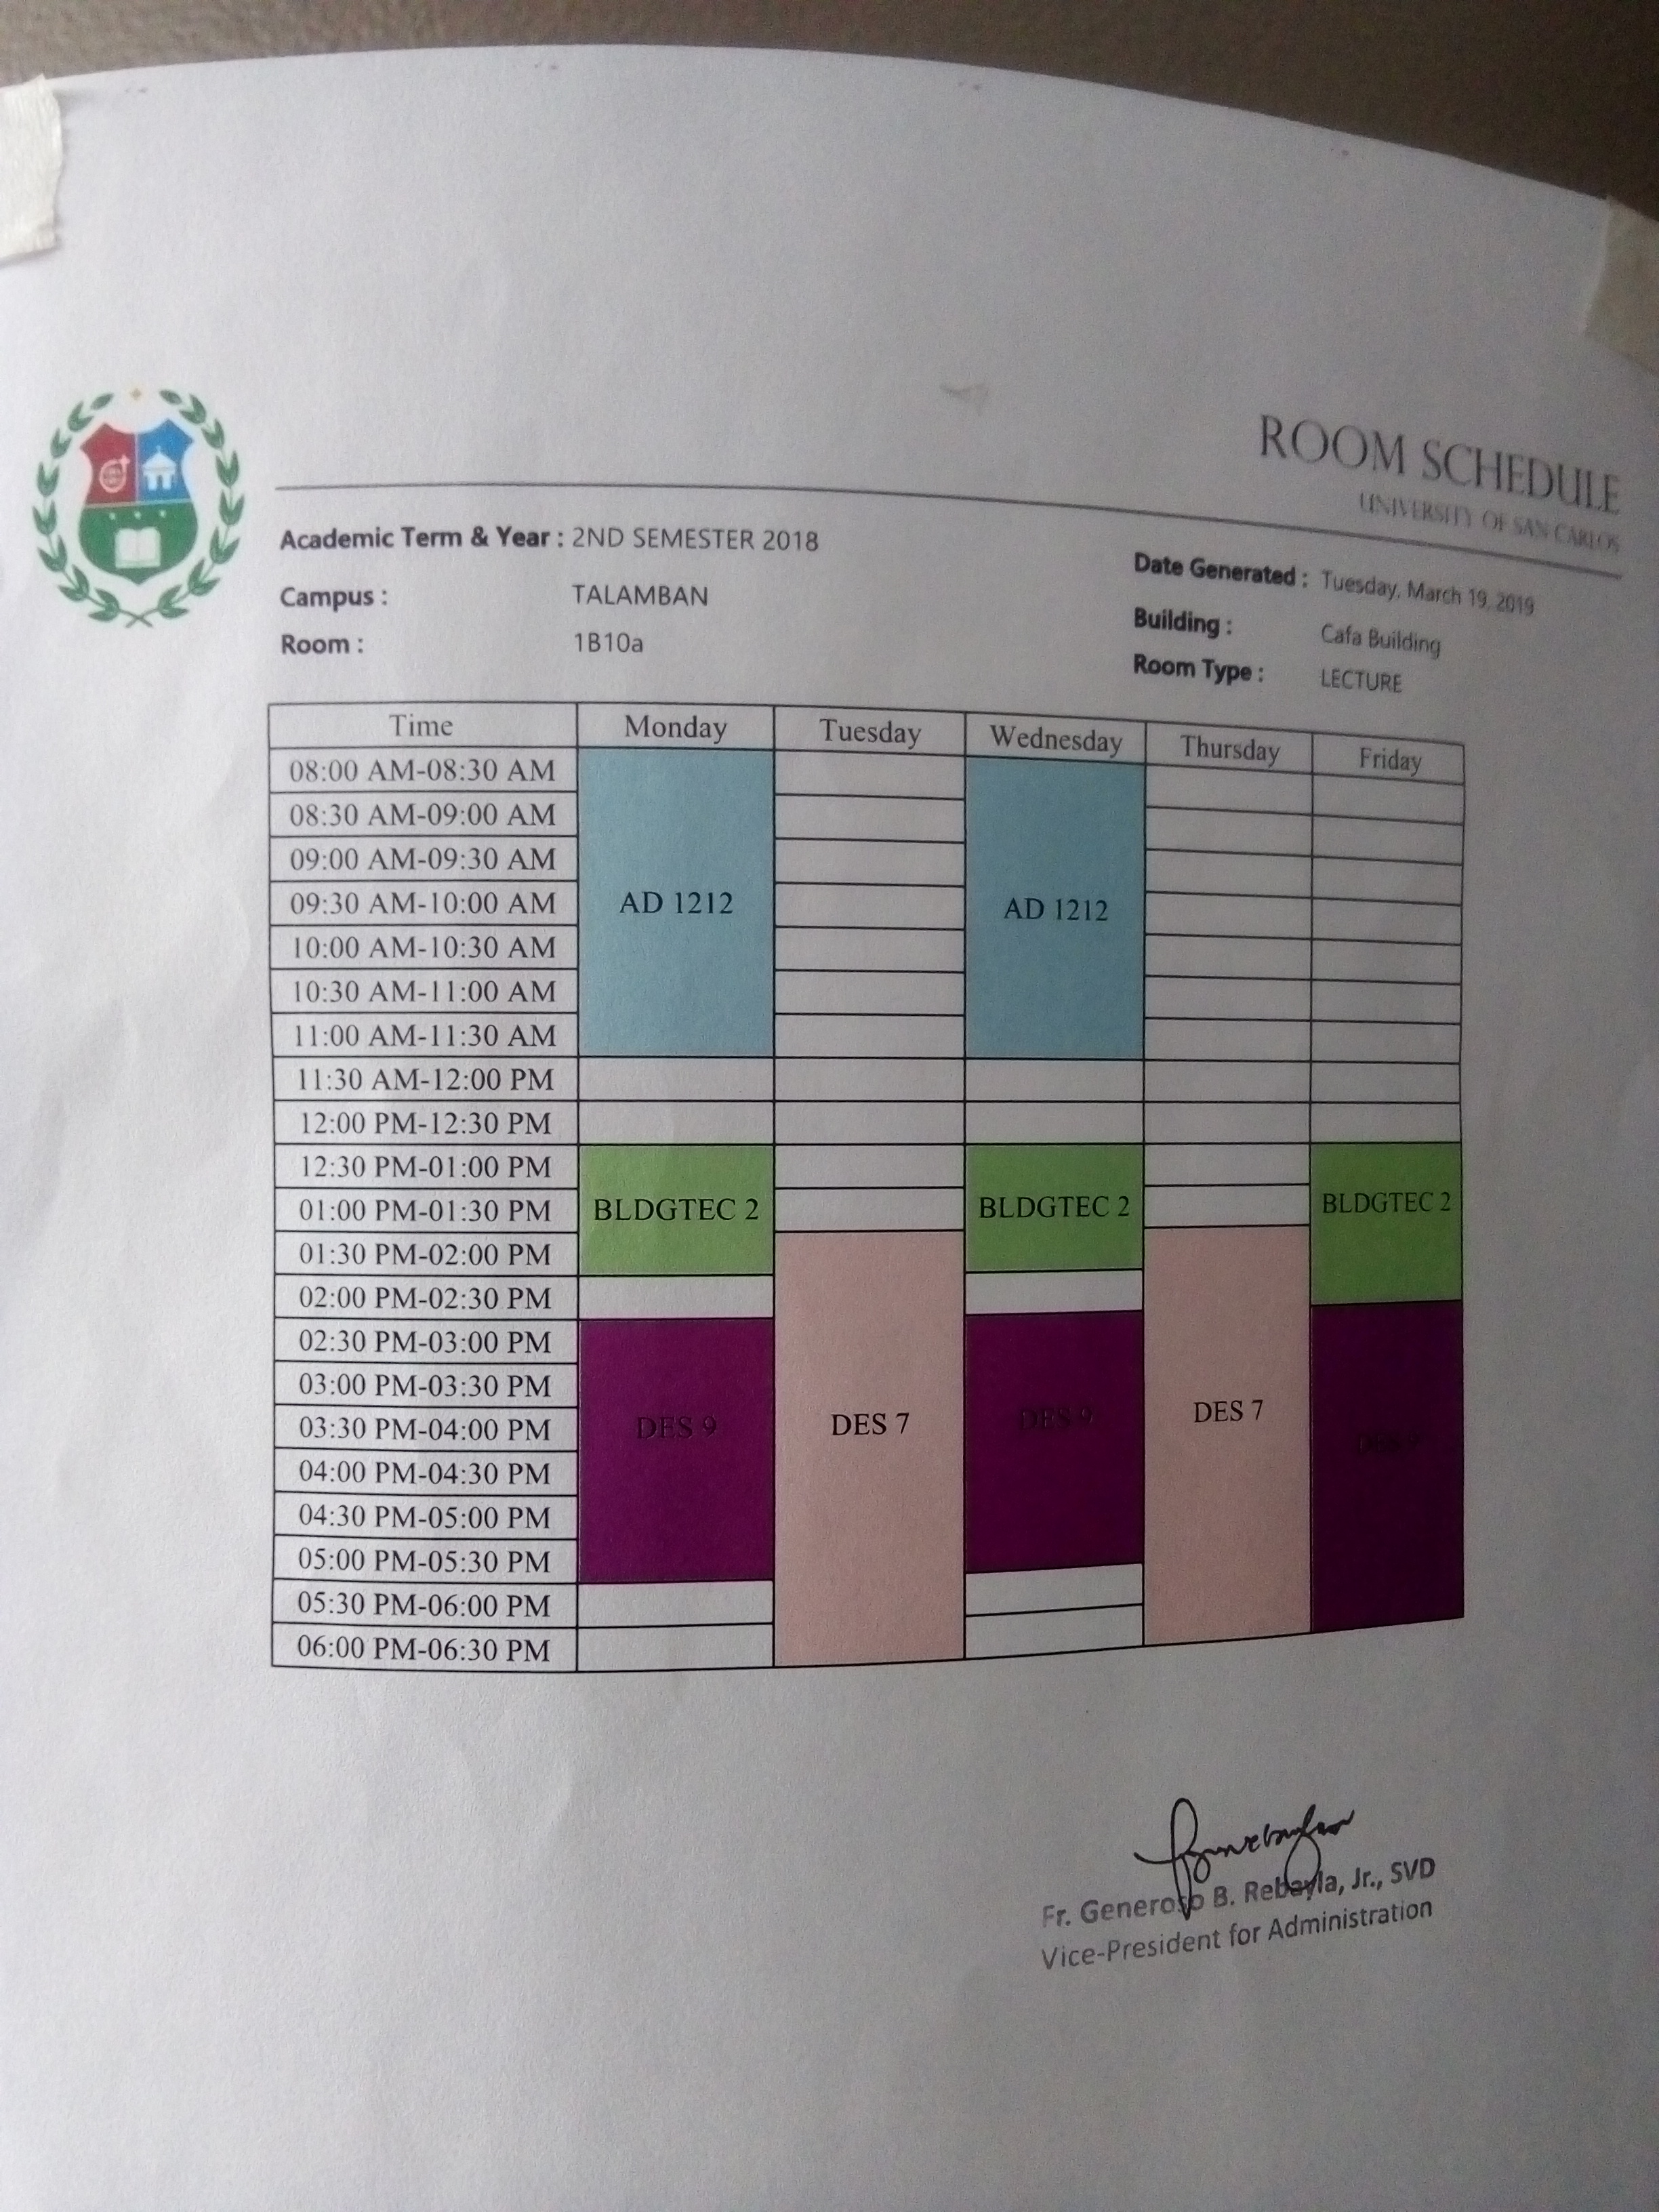 ROOM SCHEDULE
UNIVERSITY OF SAN CARLOS
Academic Term & Year : 2ND SEMESTER 2018
Date Generated : Tuesday, March 19, 2019
Campus : TALAMBAN
Building : Cafa Building
Room : 1B10a
Room Type : LECTURE
Time Monday Tuesday Wednesday Thursday Friday
08:00 AM-08:30 AM
08:30 AM-09:00 AM
09:00 AM-09:30 AM
09:30 AM-10:00 AM AD 1212 AD 1212
10:00 AM-10:30 AM
10:30 AM-11:00 AM
11:00 AM-11:30 AM
11:30 AM-12:00 PM
12:00 PM-12:30 PM
12:30 PM-01:00 PM
01:00 PM-01:30 PM BLDGTEC 2 BLDGTEC 2 BLDGTEC 2
01:30 PM-02:00 PM
02:00 PM-02:30 PM
02:30 PM-03:00 PM
03:00 PM-03:30 PM
03:30 PM-04:00 PM DES 9 DES 7 DES 9 DES 7 DES 9
04:00 PM-04:30 PM
04:30 PM-05:00 PM
05:00 PM-05:30 PM
05:30 PM-06:00 PM
06:00 PM-06:30 PM
Fr. Generoso B. Rebayla, Jr., SVD
Vice-President for Administration